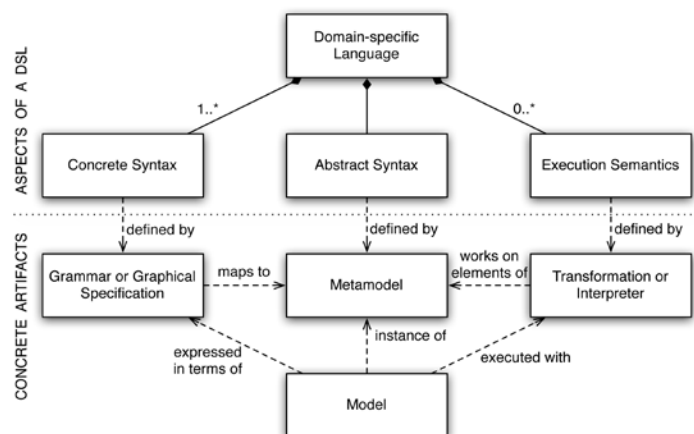 Domain-specific
Language
ASPECTS OF A DSL
1..*
0..*
Concrete Syntax
Abstract Syntax
Execution Semantics
defined by
defined by
defined by
CONCRETE ARTIFACTS
Grammar or Graphical
Specification
maps to
Metamodel
works on
elements of
Transformation or
Interpreter
expressed
in terms of
instance of
executed with
Model